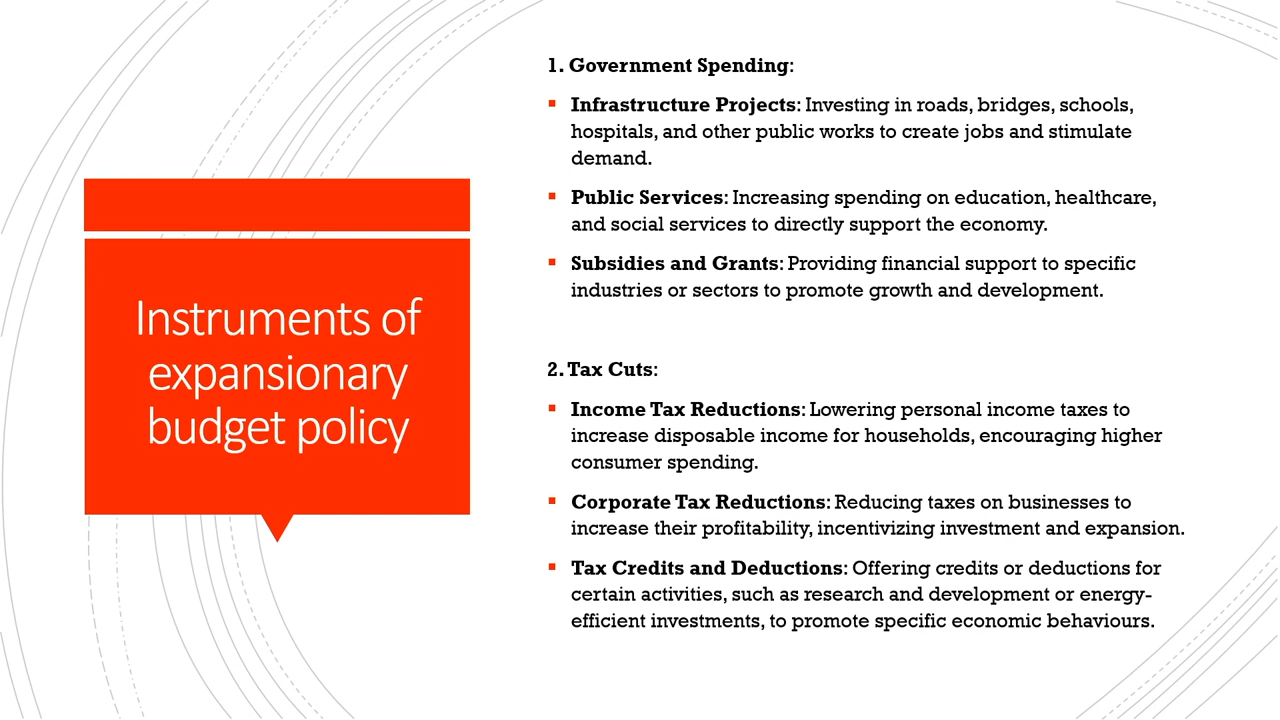 Instruments of
expansionary
budget policy
1. Government Spending:
Infrastructure Projects: Investing in roads, bridges, schools,
hospitals, and other public works to create jobs and stimulate
demand.
Public Services: Increasing spending on education, healthcare,
and social services to directly support the economy.
Subsidies and Grants: Providing financial support to specific
industries or sectors to promote growth and development.
2. Tax Cuts:
Income Tax Reductions: Lowering personal income taxes to
increase disposable income for households, encouraging higher
consumer spending.
Corporate Tax Reductions: Reducing taxes on businesses to
increase their profitability, incentivizing investment and expansion.
Tax Credits and Deductions: Offering credits or deductions for
certain activities, such as research and development or energy-
efficient investments, to promote specific economic behaviours.